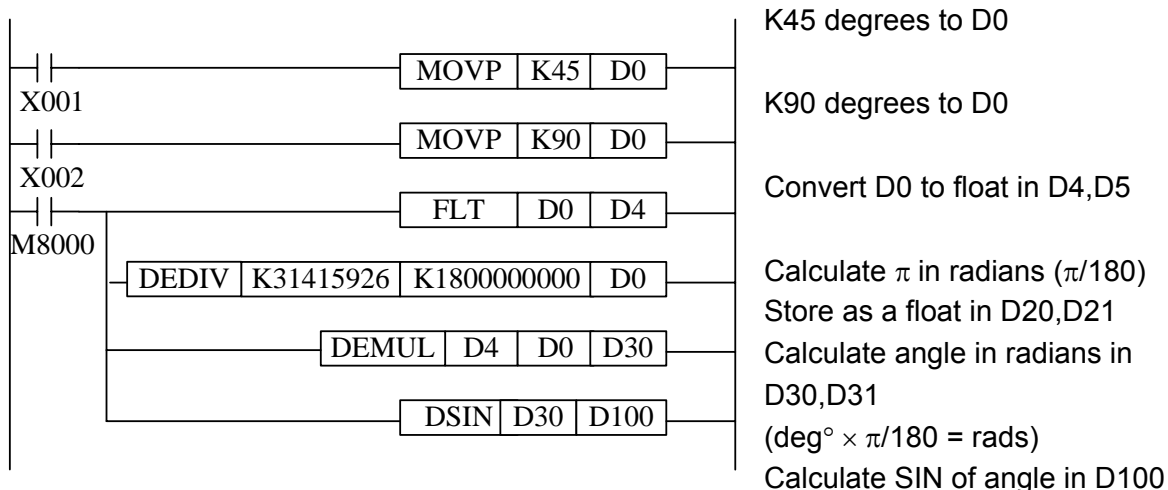 K45 degrees to D0
MOVP K45 D0
X001
K90 degrees to D0
MOVP K90 D0
X002
Convert D0 to float in D4,D5
FLT D0 D4
M8000
DEDIV K31415926 K1800000000 D0
Calculate π in radians (π/180)
Store as a float in D20,D21
DEMUL D4 D0 D30
Calculate angle in radians in
D30,D31
DSIN D30 D100
(deg° × π/180 = rads)
Calculate SIN of angle in D100